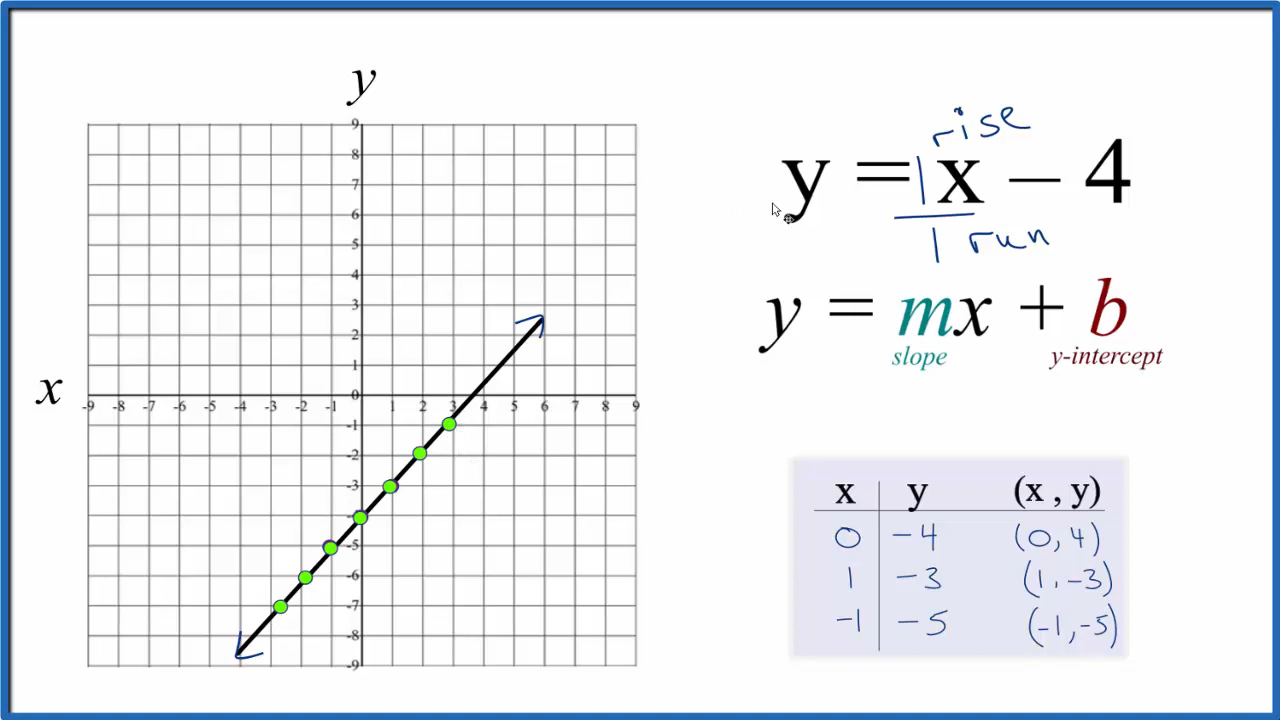 y
9
8
7
6
5
4
3
2
1
0
x
-9 -8 -7 -6 -5 -4 -3 -2 -1 1 2 3 4 5 6 7 8 9
-1
-2
-3
-4
-5
-6
-7
-8
-9
rise
y = 1x – 4
1 run
y = mx + b
slope y-intercept
x y (x , y)
0 -4 (0, 4)
1 -3 (1, -3)
-1 -5 (-1, -5)